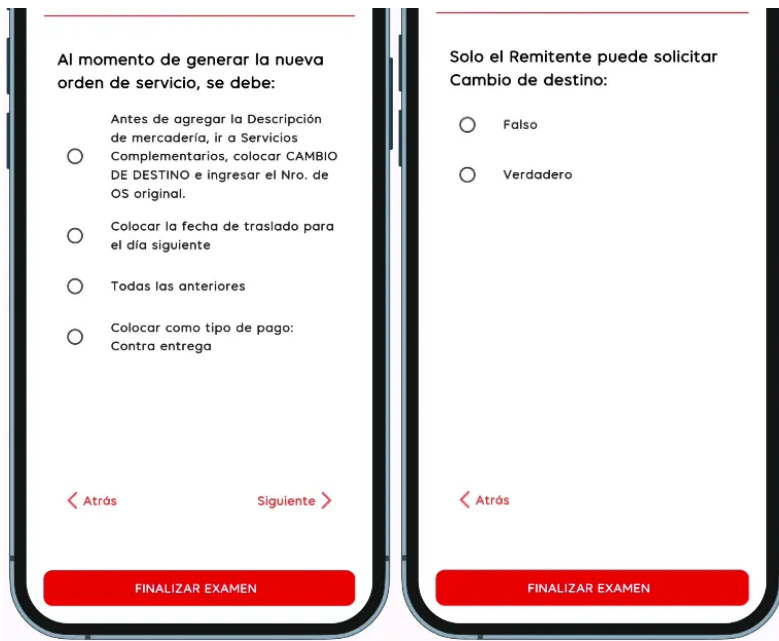 Al momento de generar la nueva
orden de servicio, se debe:
Antes de agregar la Descripción
de mercadería, ir a Servicios
Complementarios, colocar CAMBIO
DE DESTINO e ingresar el Nro. de
OS original.
Colocar la fecha de traslado para
el día siguiente
Todas las anteriores
Colocar como tipo de pago:
Contra entrega
Atrás
Siguiente
FINALIZAR EXAMEN
Solo el Remitente puede solicitar
Cambio de destino:
Falso
Verdadero
Atrás
FINALIZAR EXAMEN